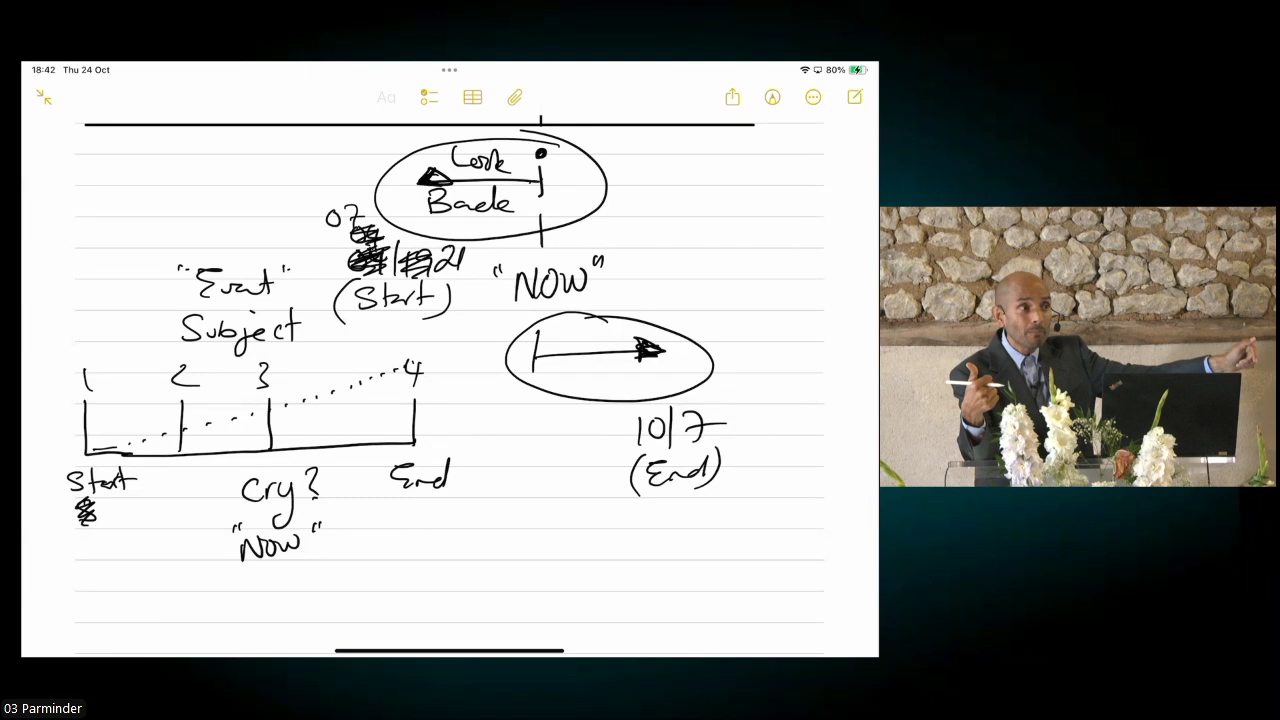 18:42 Thu 24 Oct
80%
Aa
Look
Back
07
21
(Start)
"NOW"
"Event"
Subject
1 2 3 4
10/7
(End)
Start
Cry?
End
"NOW"
03 Parminder